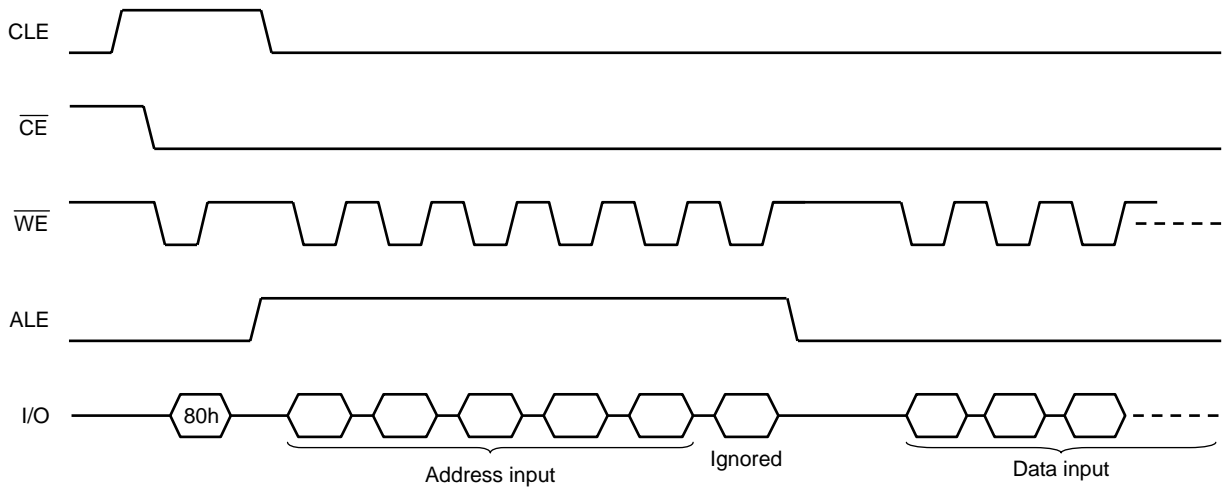 CLE
CE
WE
ALE
I/O
80h
Address input
Ignored
Data input